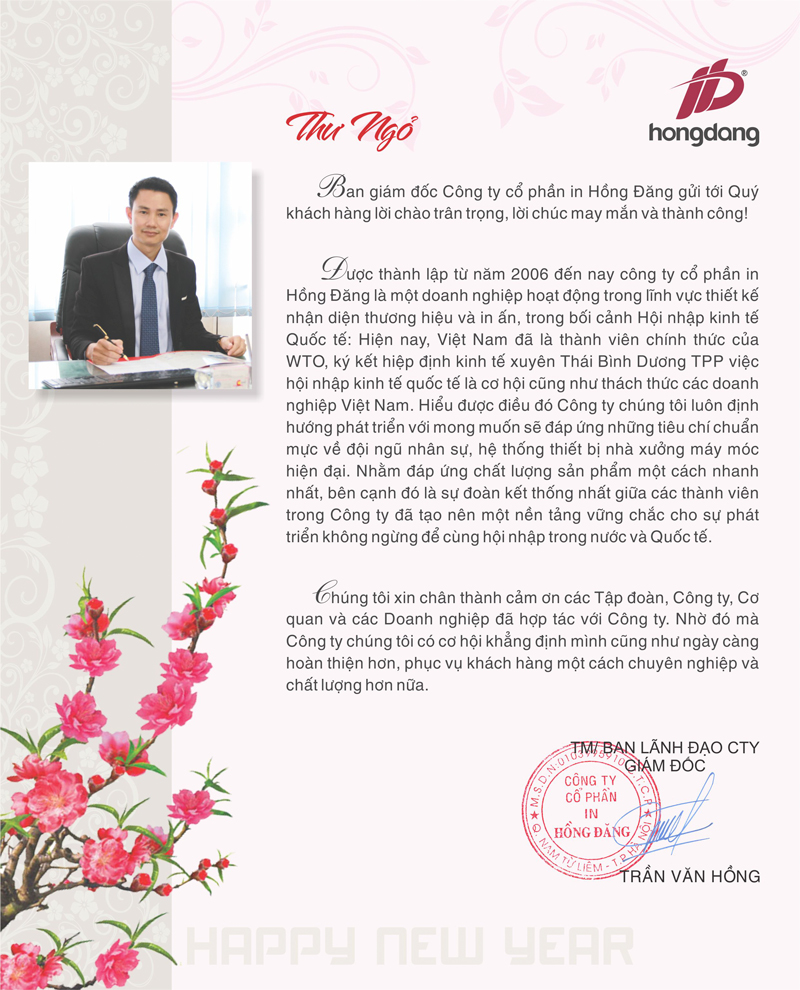 Thư Ngỏ
hongdang
Ban giám đốc Công ty cổ phần in Hồng Đăng gửi tới Quý
khách hàng lời chào trân trọng, lời chúc may mắn và thành công!
Được thành lập từ năm 2006 đến nay công ty cổ phần in
Hồng Đăng là một doanh nghiệp hoạt động trong lĩnh vực thiết kế
nhận diện thương hiệu và in ấn, trong bối cảnh Hội nhập kinh tế
Quốc tế: Hiện nay, Việt Nam đã là thành viên chính thức của
WTO, ký kết hiệp định kinh tế xuyên Thái Bình Dương TPP việc
hội nhập kinh tế quốc tế là cơ hội cũng như thách thức các doanh
nghiệp Việt Nam. Hiểu được điều đó Công ty chúng tôi luôn định
hướng phát triển với mong muốn sẽ đáp ứng những tiêu chí chuẩn
mực về đội ngũ nhân sự, hệ thống thiết bị nhà xưởng máy móc
hiện đại. Nhằm đáp ứng chất lượng sản phẩm một cách nhanh
nhất, bên cạnh đó là sự đoàn kết thống nhất giữa các thành viên
trong Công ty đã tạo nên một nền tảng vững chắc cho sự phát
triển không ngừng để cùng hội nhập trong nước và Quốc tế.
Chúng tôi xin chân thành cảm ơn các Tập đoàn, Công ty, Cơ
quan và các Doanh nghiệp đã hợp tác với Công ty. Nhờ đó mà
Công ty chúng tôi có cơ hội khẳng định mình cũng như ngày càng
hoàn thiện hơn, phục vụ khách hàng một cách chuyên nghiệp và
chất lượng hơn nữa.
TM/ BAN LÃNH ĐẠO CTY
GIÁM ĐỐC
CÔNG TY
CỔ PHẦN
IN
HỒNG ĐĂNG
Q. NAM TỪ LIÊM - T.P HÀ NỘI
TRẦN VĂN HỒNG
HAPPY NEW YEAR